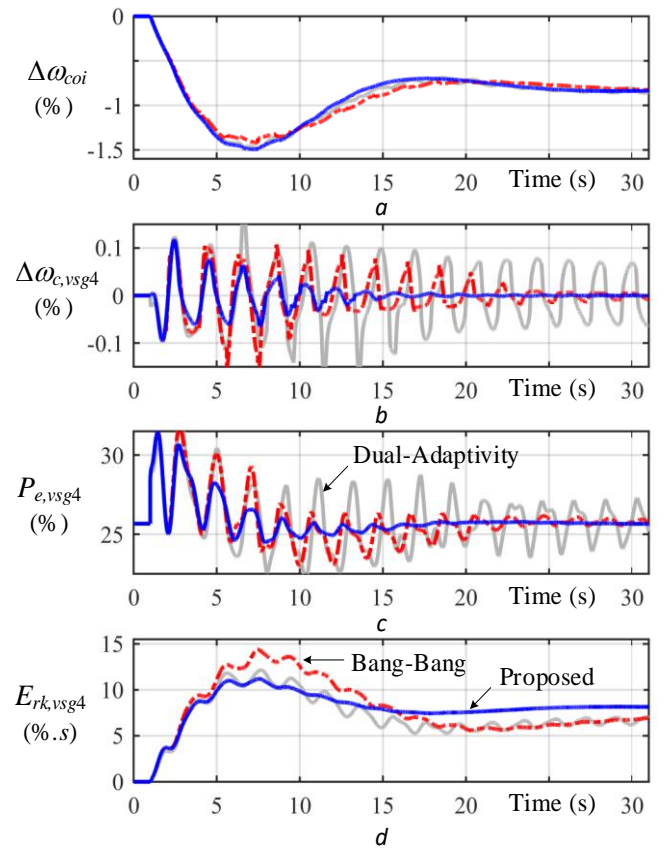 0
Δω_coi
(%)
-1
-1.5
0 5 10 15 20 Time (s) 30
a
0.1
Δω_c,vsg4
(%)
0
-0.1
0 5 10 15 20 Time (s) 30
b
30
Dual-Adaptivity
P_e,vsg4
(%)
25
0 5 10 15 20 Time (s) 30
c
15
Bang-Bang
10
Proposed
E_rk,vsg4
(%.s)
5
0
0 5 10 15 20 Time (s) 30
d